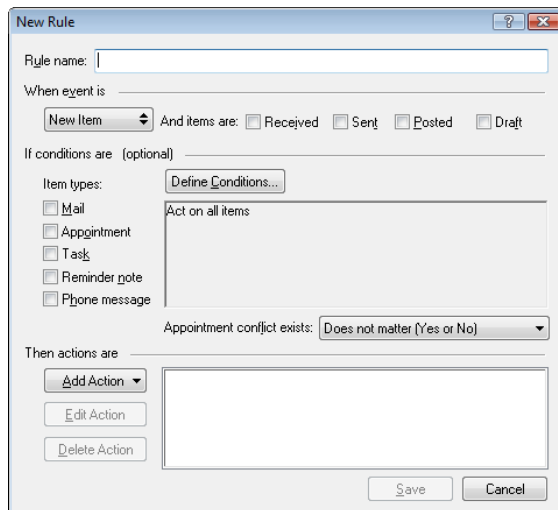 New Rule
Rule name:
When event is
New Item And items are: Received Sent Posted Draft
If conditions are (optional)
Item types: Define Conditions...
Mail Act on all items
Appointment
Task
Reminder note
Phone message
Appointment conflict exists: Does not matter (Yes or No)
Then actions are
Add Action
Edit Action
Delete Action
Save Cancel